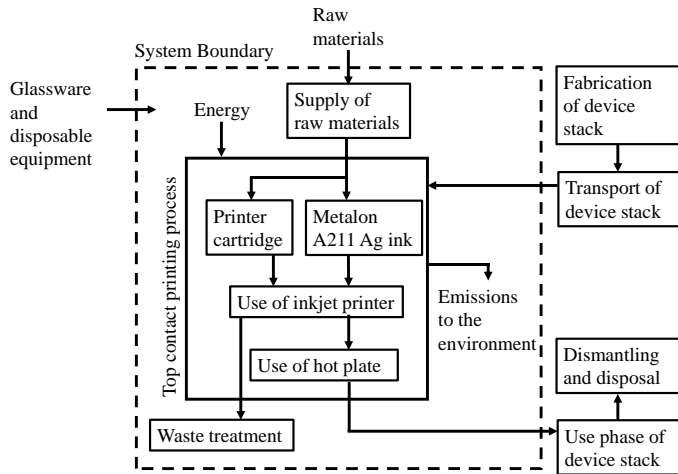 Raw
materials
System Boundary
Glassware
and
disposable
equipment
Energy
Supply of
raw materials
Fabrication
of device
stack
Transport of
device stack
Top contact printing process
Printer
cartridge
Metalon
A211 Ag ink
Use of inkjet printer
Emissions
to the
environment
Use of hot plate
Dismantling
and disposal
Waste treatment
Use phase of
device stack